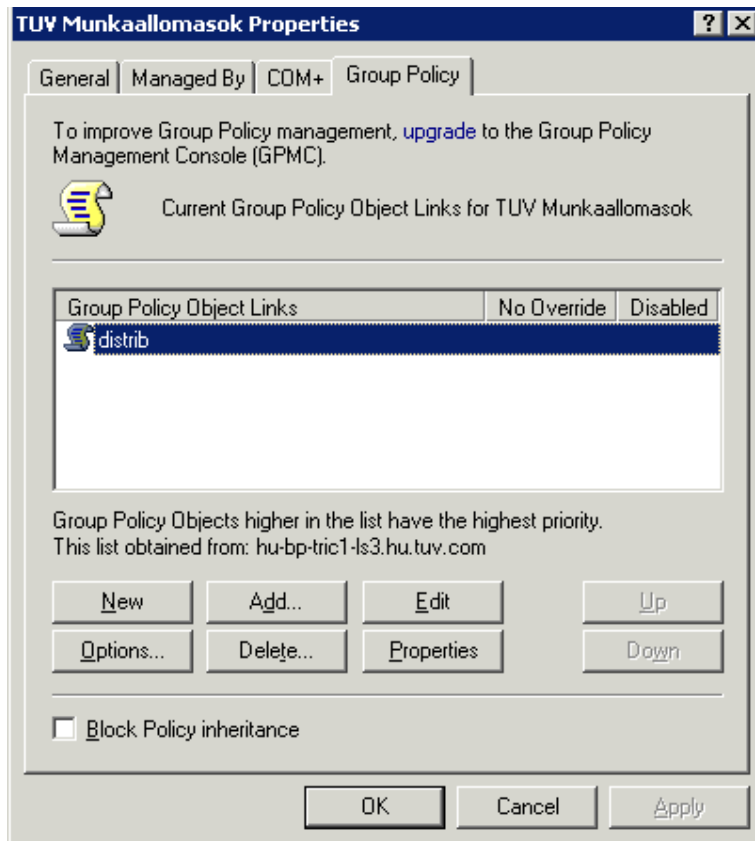 TUV Munkaallomasok Properties
General Managed By COM+ Group Policy
To improve Group Policy management, upgrade to the Group Policy
Management Console (GPMC).
Current Group Policy Object Links for TUV Munkaallomasok
Group Policy Object Links No Override Disabled
distrib
Group Policy Objects higher in the list have the highest priority.
This list obtained from: hu-bp-tric1-ls3.hu.tuv.com
New Add... Edit Up
Options... Delete... Properties Down
Block Policy inheritance
OK Cancel Apply